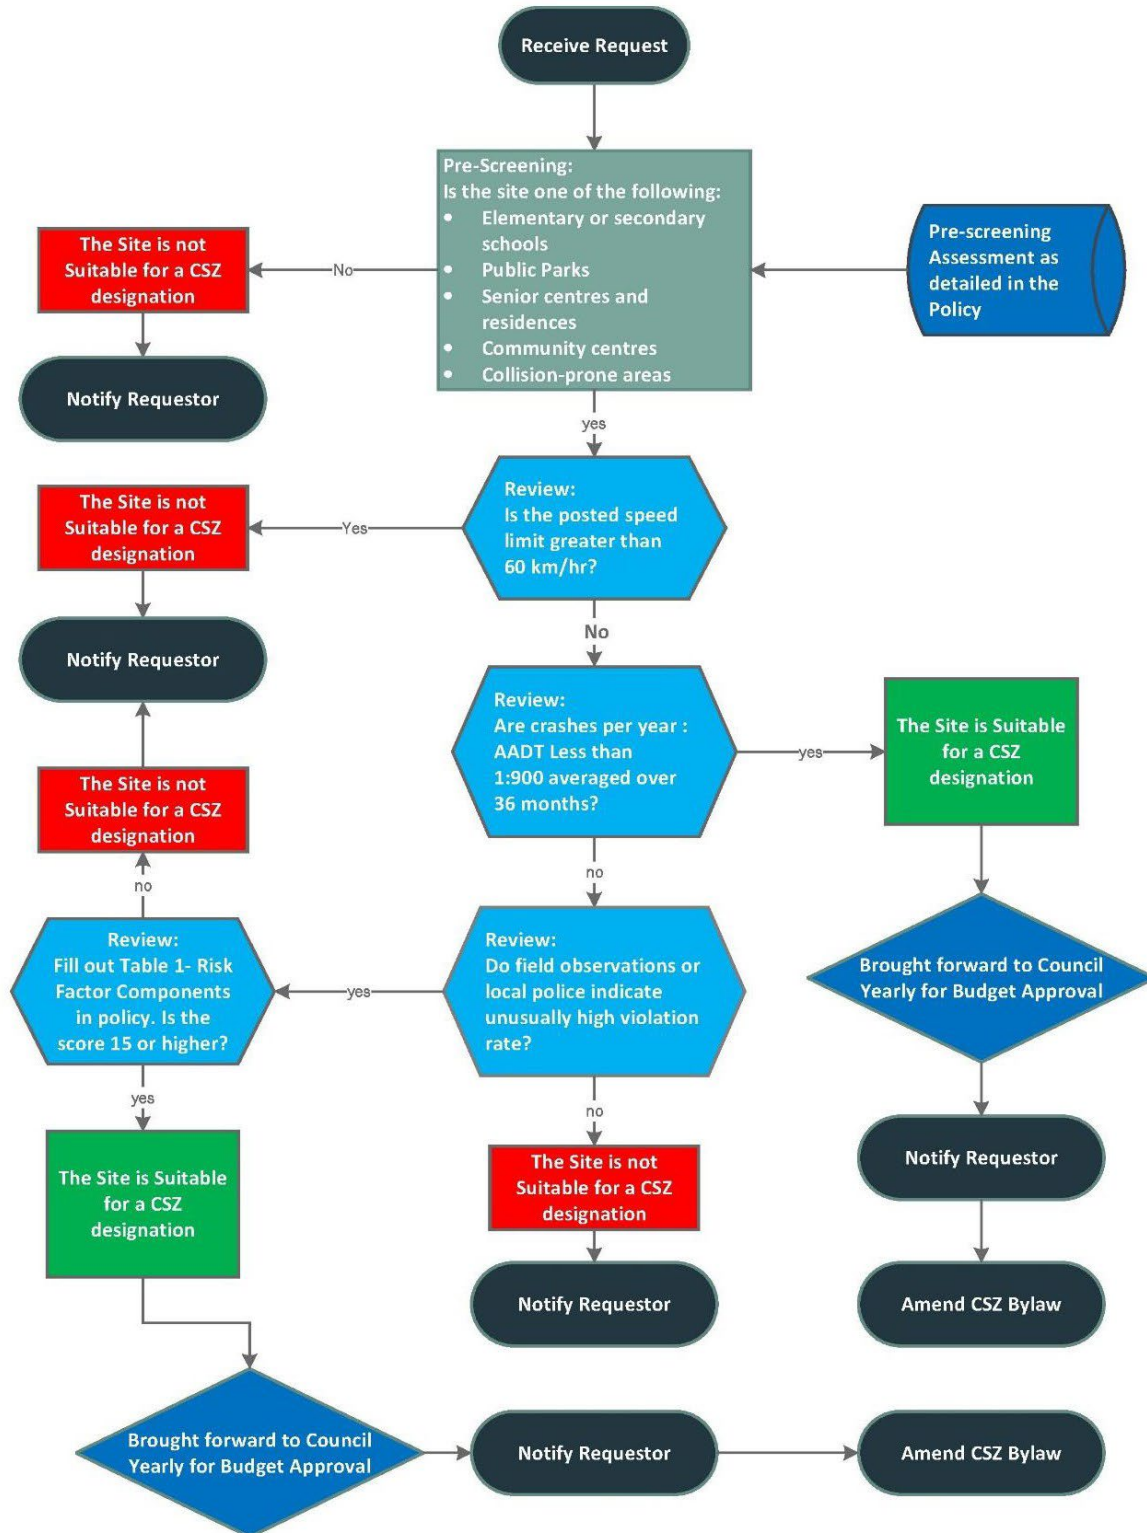 Receive Request
Pre-Screening:
Is the site one of the following:
• Elementary or secondary
schools
• Public Parks
• Senior centres and
residences
• Community centres
• Collision-prone areas
Pre-screening
Assessment as
detailed in the
Policy
No
The Site is not
Suitable for a CSZ
designation
Notify Requestor
yes
Review:
Is the posted speed
limit greater than
60 km/hr?
Yes
The Site is not
Suitable for a CSZ
designation
Notify Requestor
No
Review:
Are crashes per year :
AADT Less than
1:900 averaged over
36 months?
yes
The Site is Suitable
for a CSZ
designation
Brought forward to Council
Yearly for Budget Approval
Notify Requestor
Amend CSZ Bylaw
no
Review:
Do field observations or
local police indicate
unusually high violation
rate?
no
The Site is not
Suitable for a CSZ
designation
Notify Requestor
yes
Review:
Fill out Table 1- Risk
Factor Components
in policy. Is the
score 15 or higher?
no
The Site is not
Suitable for a CSZ
designation
yes
The Site is Suitable
for a CSZ
designation
Brought forward to Council
Yearly for Budget Approval
Notify Requestor
Amend CSZ Bylaw